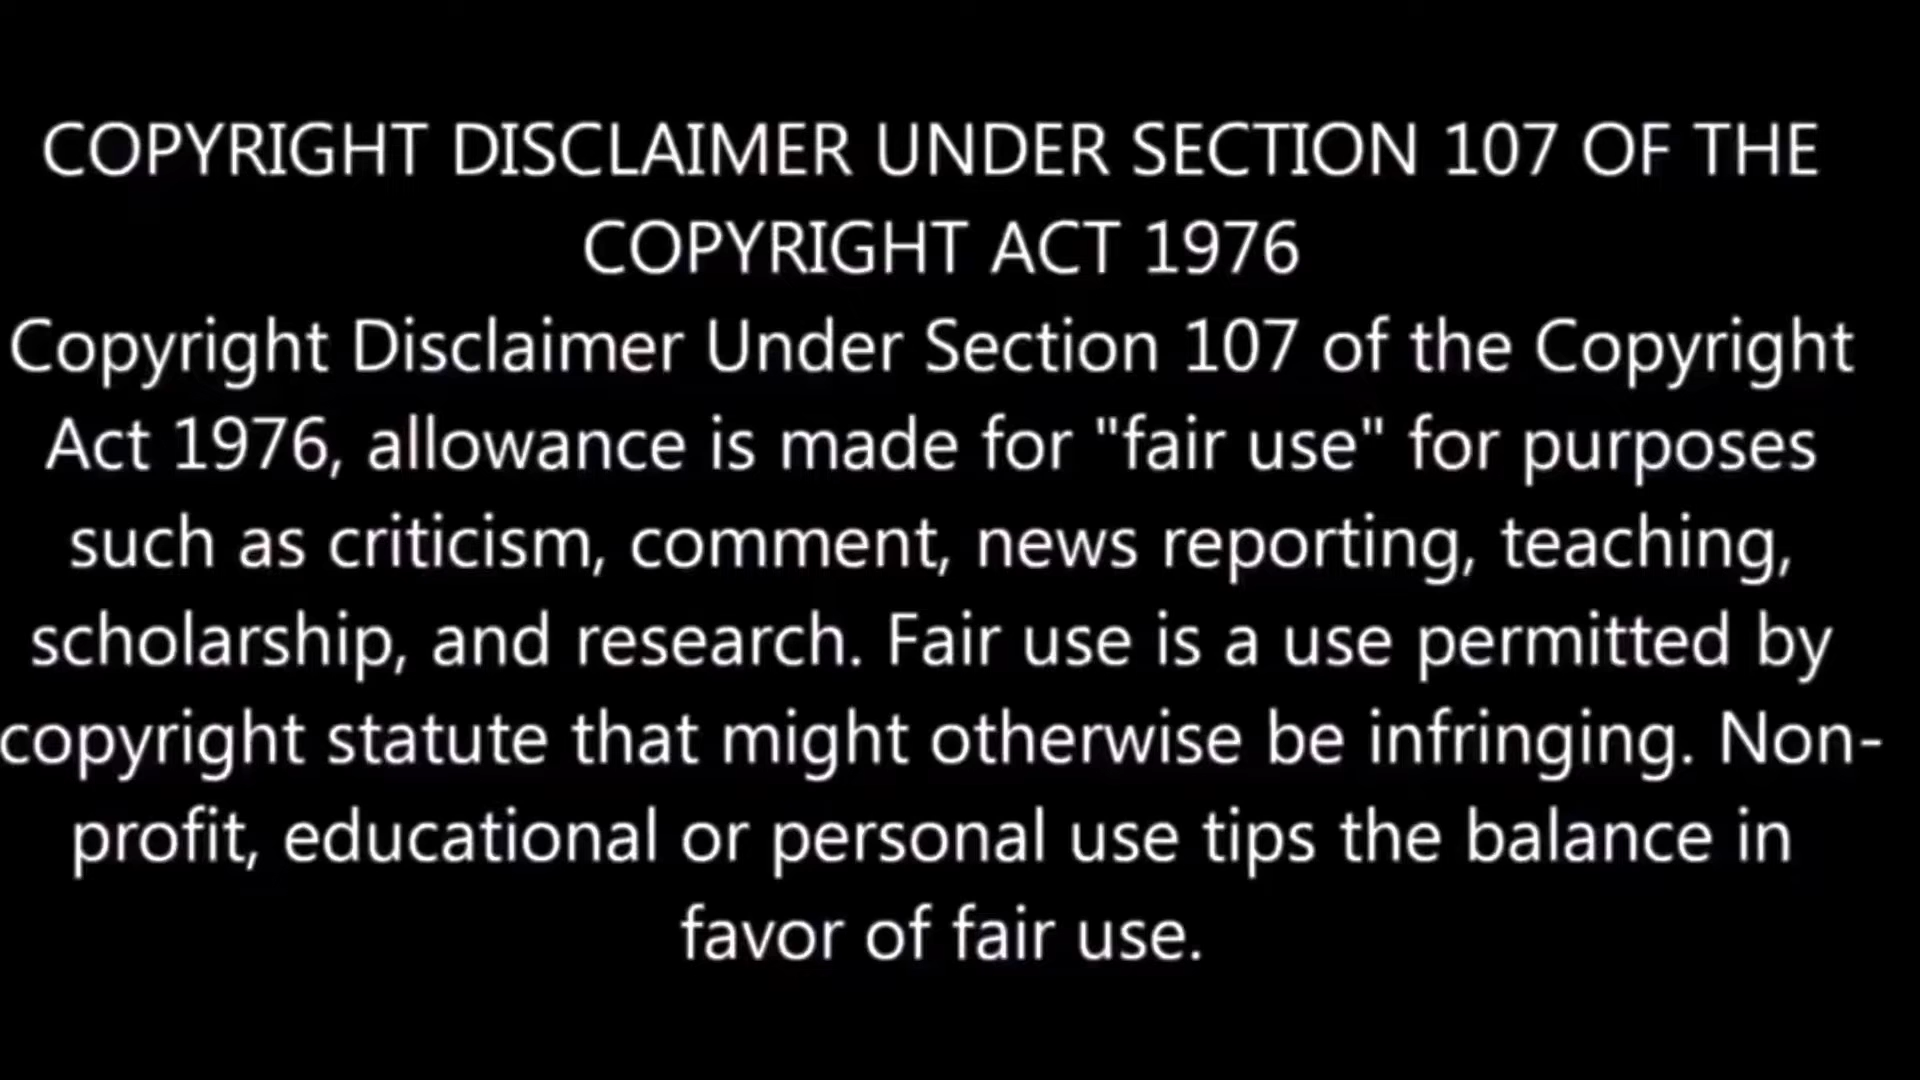 COPYRIGHT DISCLAIMER UNDER SECTION 107 OF THE
COPYRIGHT ACT 1976
Copyright Disclaimer Under Section 107 of the Copyright
Act 1976, allowance is made for "fair use" for purposes
such as criticism, comment, news reporting, teaching,
scholarship, and research. Fair use is a use permitted by
copyright statute that might otherwise be infringing. Non-
profit, educational or personal use tips the balance in
favor of fair use.